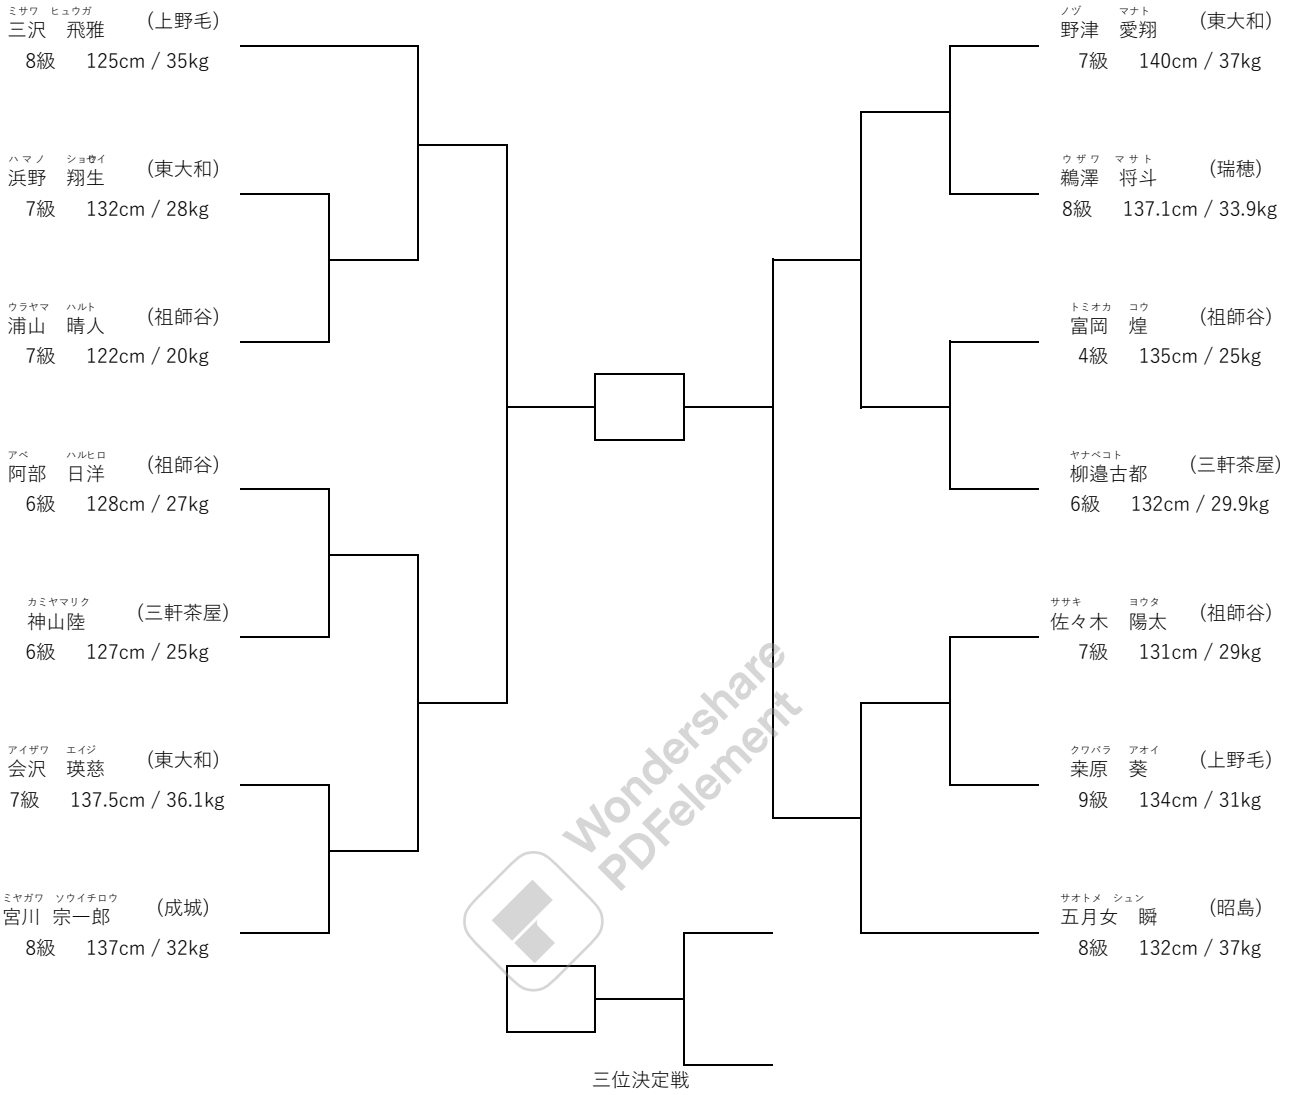 ミサワ ヒュウガ
三沢 飛雅 (上野毛)
8級 125cm / 35kg
ハマノ ショウセイ
浜野 翔生 (東大和)
7級 132cm / 28kg
ウラヤマ ハルト
浦山 晴人 (祖師谷)
7級 122cm / 20kg
アベ ハルヒロ
阿部 日洋 (祖師谷)
6級 128cm / 27kg
カミヤマリク
神山陸 (三軒茶屋)
6級 127cm / 25kg
アイザワ エイジ
会沢 瑛慈 (東大和)
7級 137.5cm / 36.1kg
ミヤガワ ソウイチロウ
宮川 宗一郎 (成城)
8級 137cm / 32kg
ノヅ マナト
野津 愛翔 (東大和)
7級 140cm / 37kg
ウザワ マサト
鵜澤 将斗 (瑞穂)
8級 137.1cm / 33.9kg
トミオカ コウ
富岡 煌 (祖師谷)
4級 135cm / 25kg
ヤナベコト
柳邉古都 (三軒茶屋)
6級 132cm / 29.9kg
ササキ ヨウタ
佐々木 陽太 (祖師谷)
7級 131cm / 29kg
クワバラ アオイ
桒原 葵 (上野毛)
9級 134cm / 31kg
サオトメ シュン
五月女 瞬 (昭島)
8級 132cm / 37kg
三位決定戦
Wondershare
PDFelement